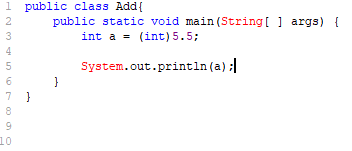 1 public class Add{
2     public static void main(String[ ] args) {
3         int a = (int)5.5;
4
5         System.out.println(a);
6     }
7 }
8
9
10